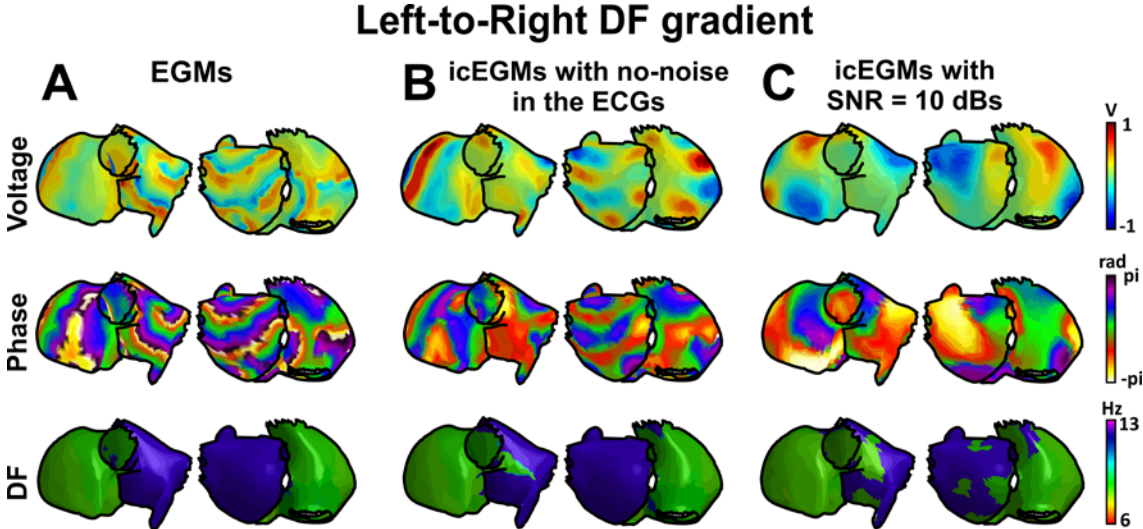 Left-to-Right DF gradient
A
EGMs
B
icEGMs with no-noise
in the ECGs
C
icEGMs with
SNR = 10 dBs
Voltage
V
1
-1
Phase
rad
pi
-pi
DF
Hz
13
6